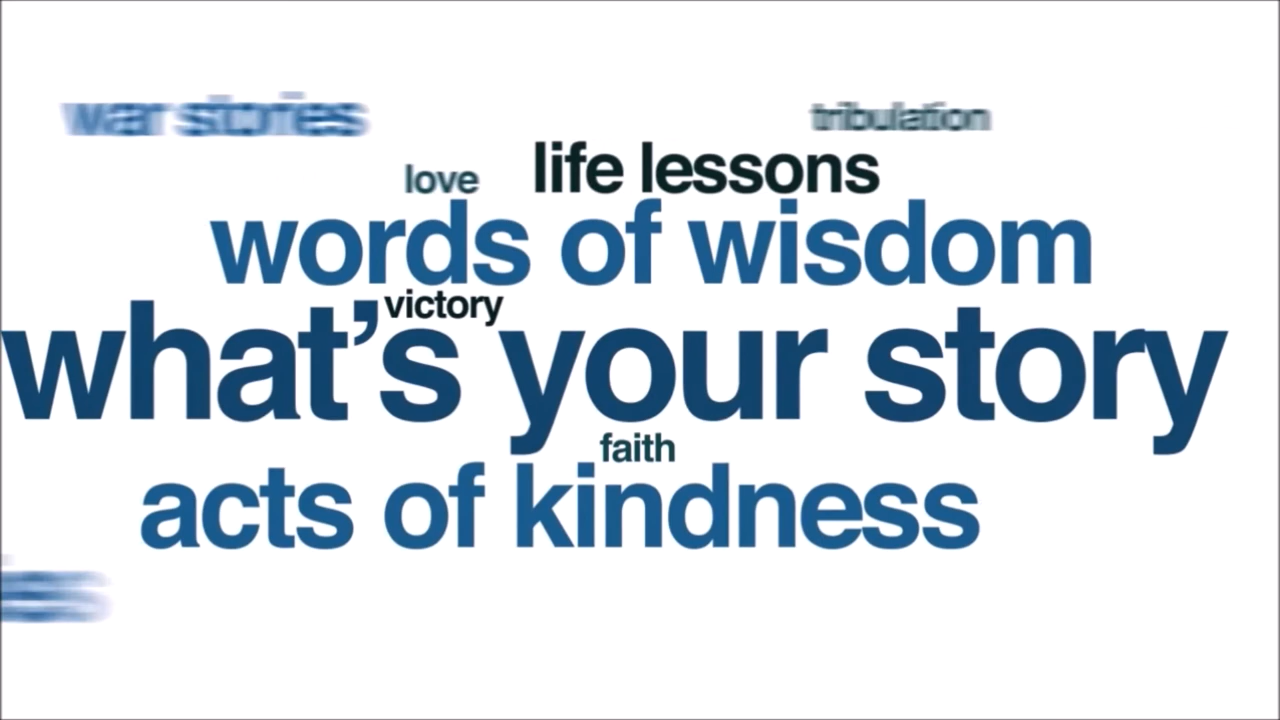 war stories
tribulation
life lessons
love
words of wisdom
victory
what's your story
faith
acts of kindness